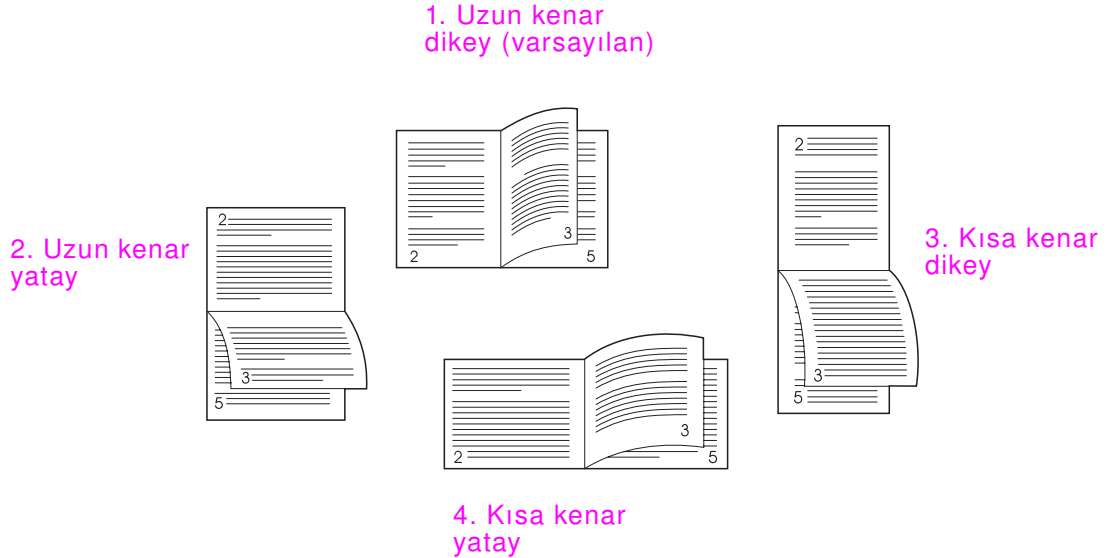 1. Uzun kenar
dikey (varsayılan)
2
3
5
2. Uzun kenar
yatay
2
3
5
3. Kısa kenar
dikey
2
3
5
2
3
5
4. Kısa kenar
yatay